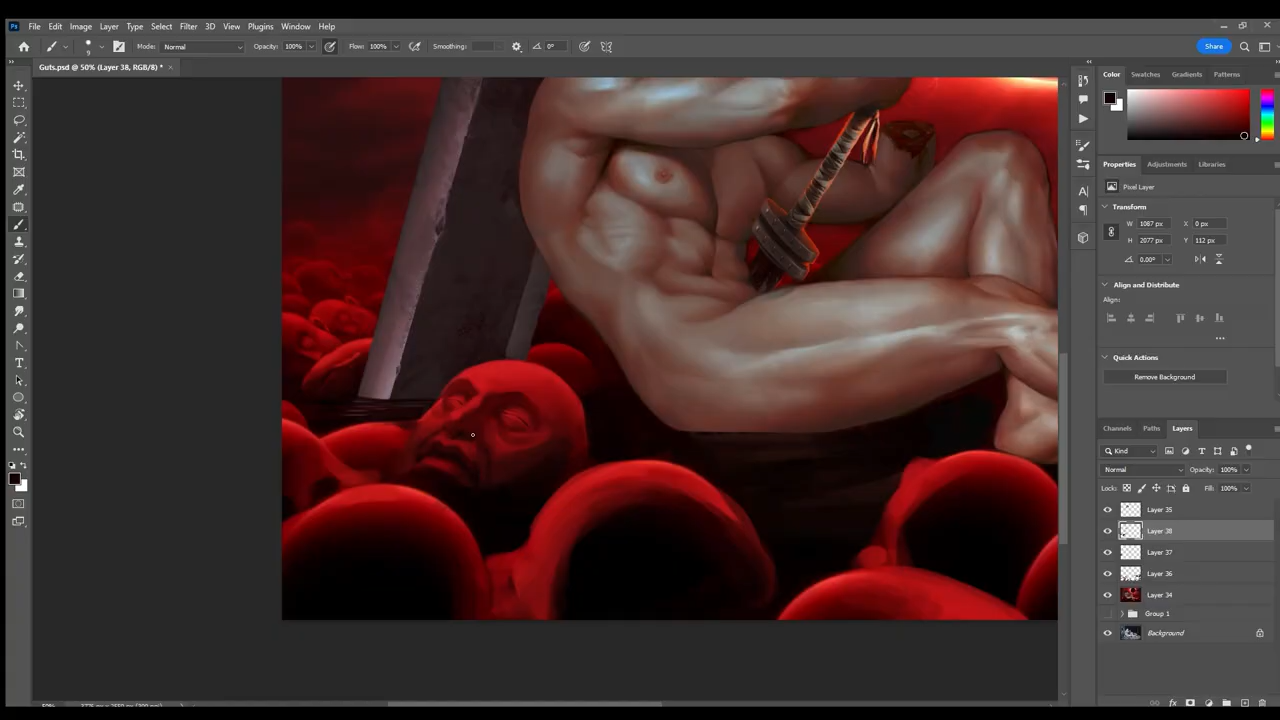 Ps File Edit Image Layer Type Select Filter 3D View Plugins Window Help
9 Mode: Normal Opacity: 100% Flow: 100% Smoothing: 0° Share
Guts.psd @ 50% (Layer 38, RGB/8) * ×
Color Swatches Gradients Patterns
Properties Adjustments Libraries
Pixel Layer
Transform
W 1087 px X 0 px
H 2077 px Y 112 px
0.00°
Align and Distribute
Align:
Quick Actions
Remove Background
Channels Paths Layers
Kind
Normal Opacity: 100%
Lock: Fill: 100%
Layer 35
Layer 38
Layer 37
Layer 36
Layer 34
Group 1
Background